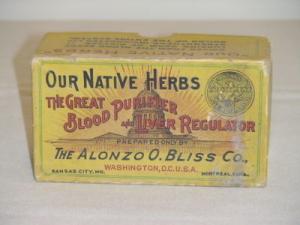 OUR NATIVE HERBS
THE GREAT PURIFIER
BLOOD AND LIVER REGULATOR
PREPARED ONLY BY
THE ALONZO O. BLISS CO.,
WASHINGTON, D.C. U.S.A.
KANSAS CITY, MO.
MONTREAL, CAN.